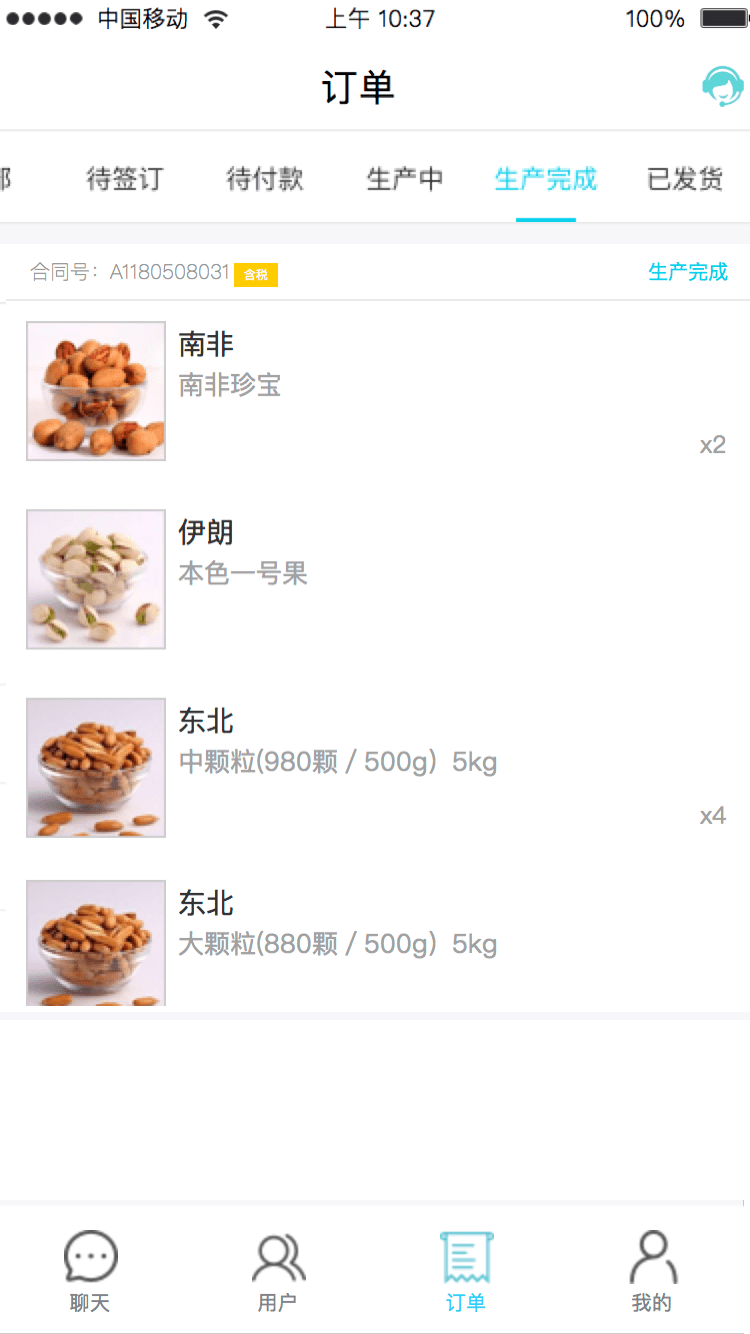 中国移动 上午 10:37 100%
订单
部 待签订 待付款 生产中 生产完成 已发货
合同号：A1180508031 含税 生产完成
南非
南非珍宝
x2
伊朗
本色一号果
东北
中颗粒(980颗 / 500g） 5kg
x4
东北
大颗粒(880颗 / 500g） 5kg
聊天 用户 订单 我的